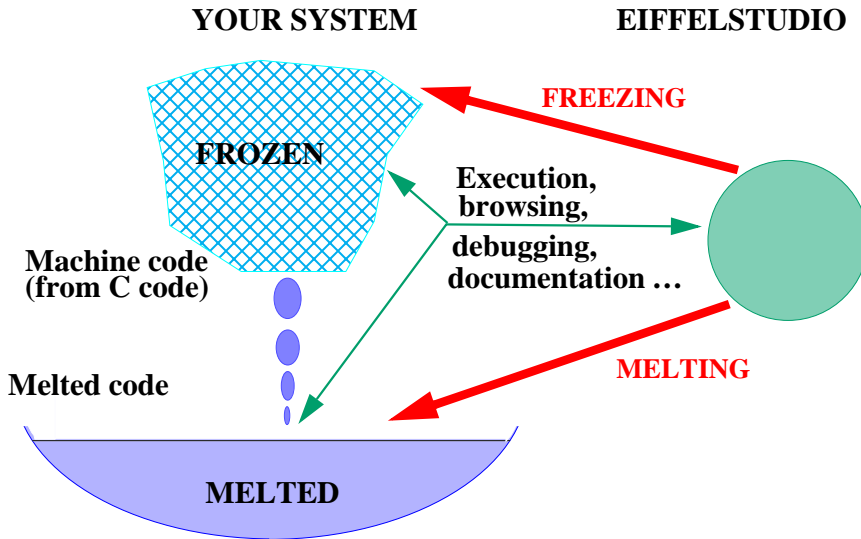 YOUR SYSTEM
EIFFELSTUDIO
FREEZING
FROZEN
Execution,
browsing,
debugging,
documentation …
Machine code
(from C code)
MELTING
Melted code
MELTED